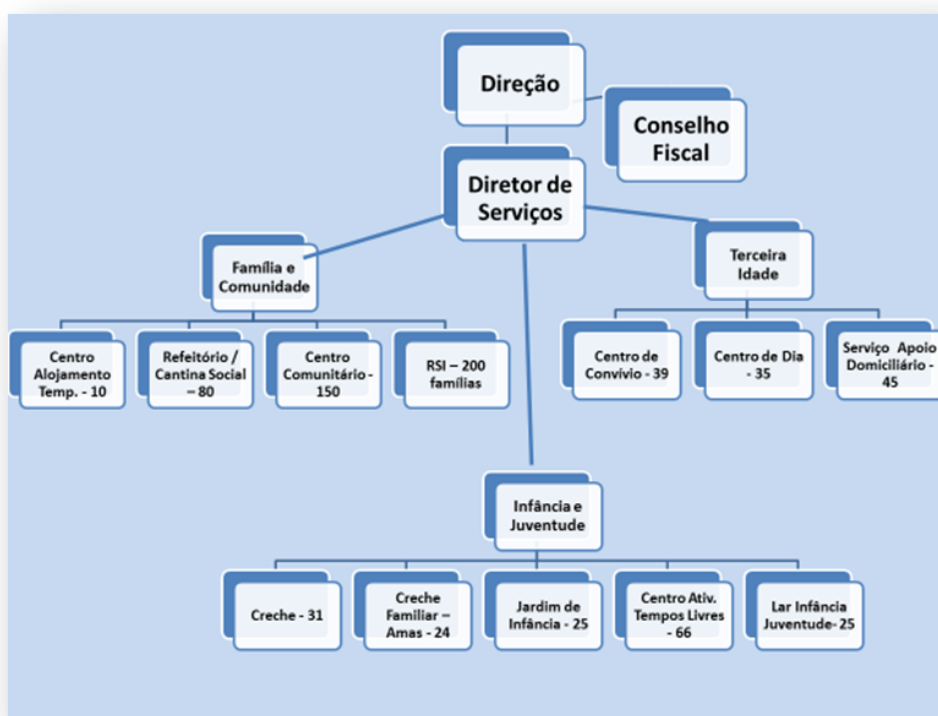 Direção
Conselho
Fiscal
Diretor de
Serviços
Família e
Comunidade
Terceira
Idade
Centro
Alojamento
Temp. - 10
Refeitório /
Cantina Social
– 80
Centro
Comunitário -
150
RSI – 200
famílias
Centro de
Convívio - 39
Centro de Dia
- 35
Serviço Apoio
Domiciliário -
45
Infância e
Juventude
Creche - 31
Creche
Familiar –
Amas - 24
Jardim de
Infância - 25
Centro Ativ.
Tempos Livres
- 66
Lar Infância
Juventude- 25